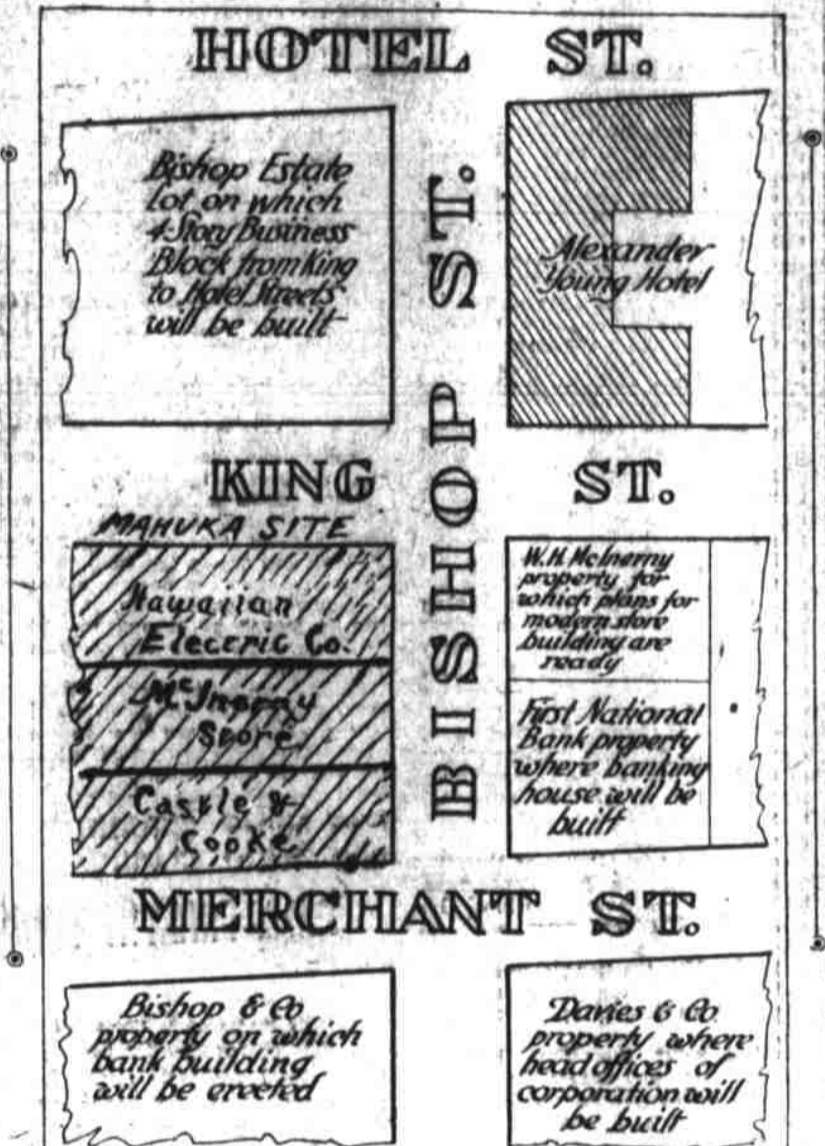 HOTEL ST.
Bishop Estate
lot on which
4 Story Business
Block from King
to Hotel Streets
will be built
Alexander
Young Hotel
BISHOP ST.
KING ST.
MAHUKA SITE
Hawaiian
Electric Co.
McInerny
Store
Castle &
Cooke
W.H. McInerny
property for
which plans for
modern store
building are
ready
First National
Bank property
where banking
house will be
built
MERCHANT ST.
Bishop & Co
property on which
bank building
will be erected
Davies & Co
property where
head offices of
corporation will
be built